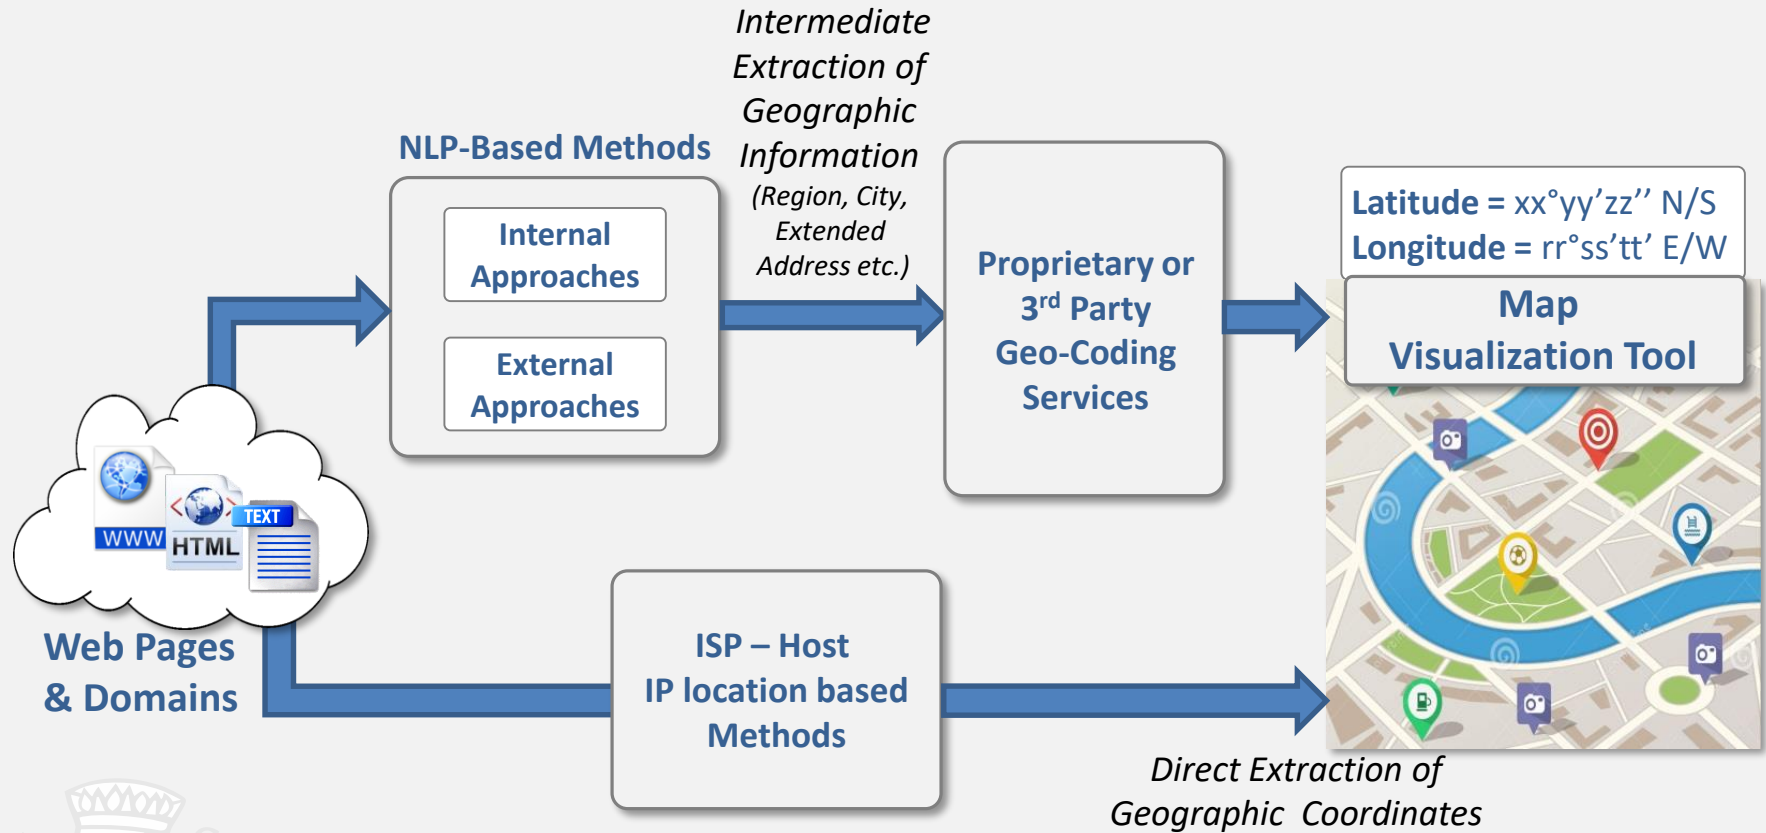 Intermediate
Extraction of
Geographic
Information
(Region, City,
Extended
Address etc.)
NLP-Based Methods
Internal
Approaches
External
Approaches
Proprietary or
3rd Party
Geo-Coding
Services
Latitude = xx°yy’zz’’ N/S
Longitude = rr°ss’tt’ E/W
Map
Visualization Tool
WWW
HTML
TEXT
Web Pages
& Domains
ISP – Host
IP location based
Methods
Direct Extraction of
Geographic Coordinates